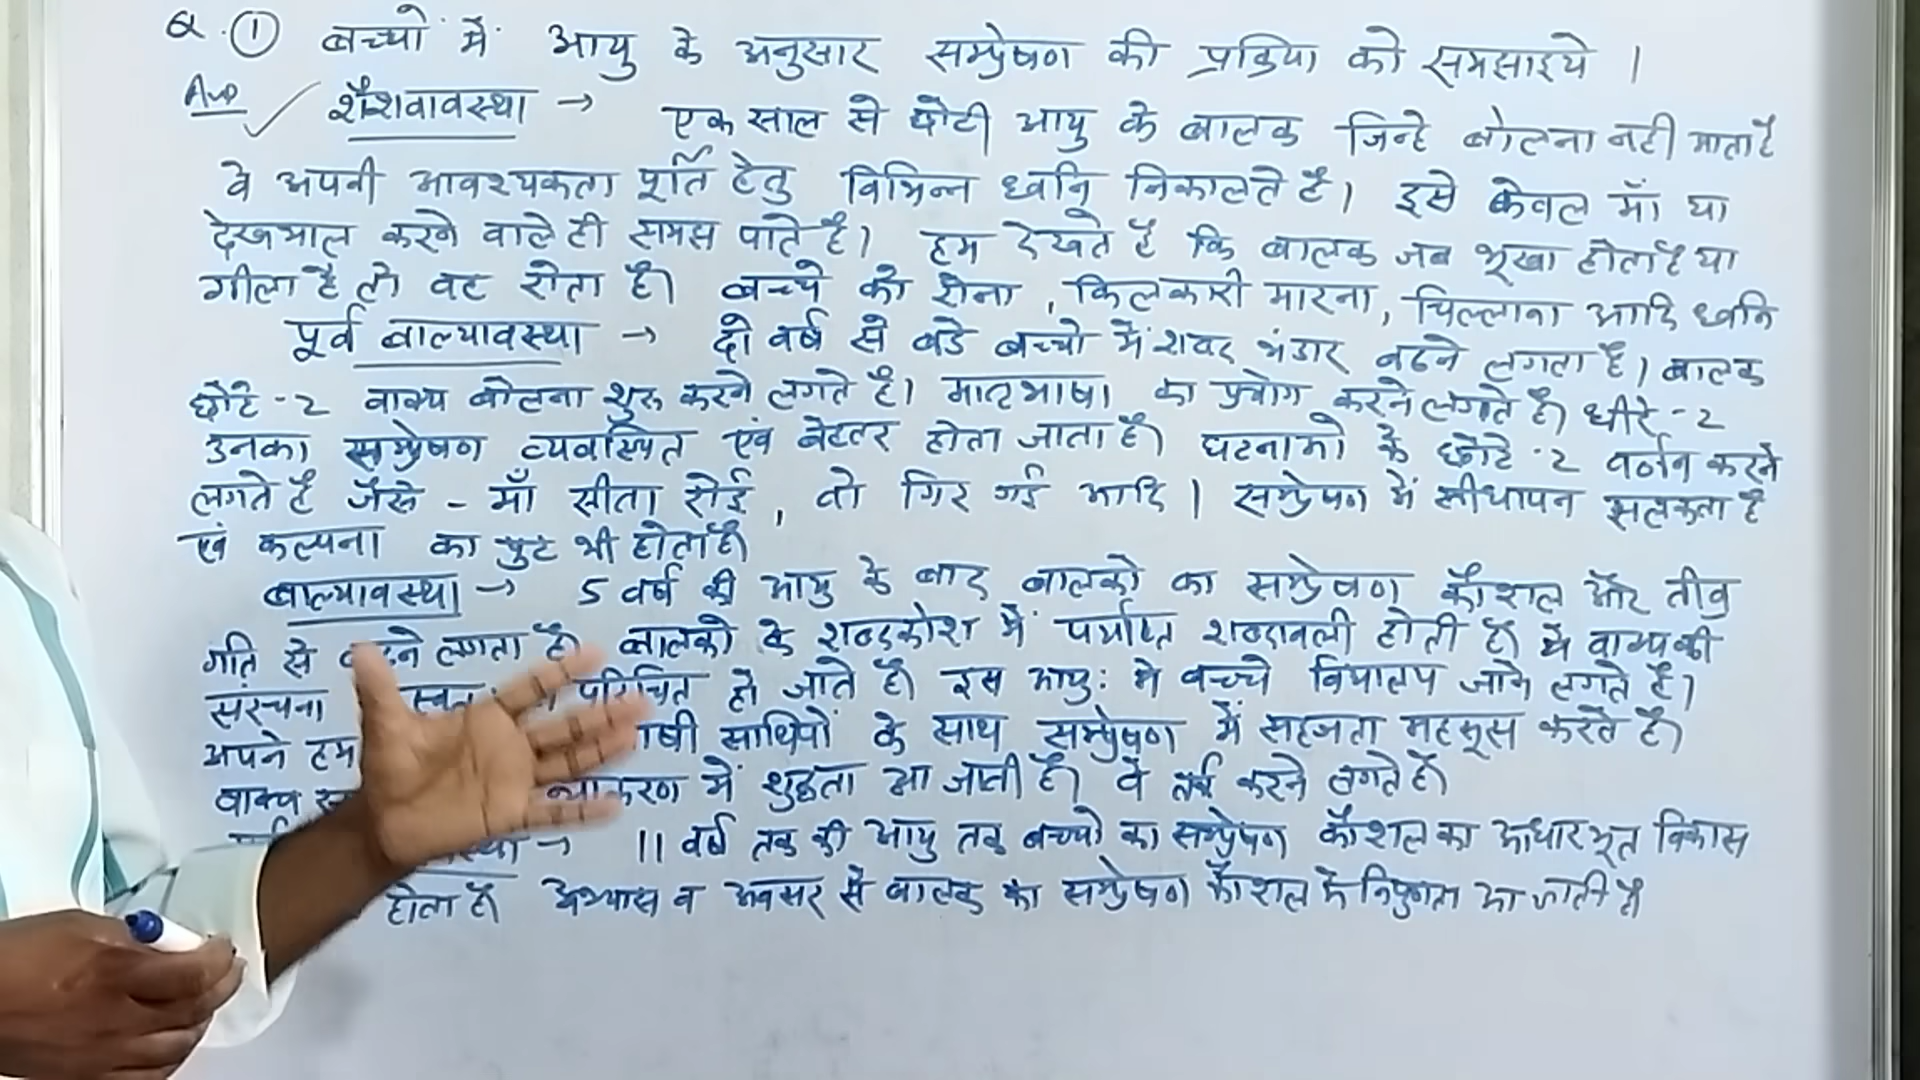 Q. ① बच्चो में आयु के अनुसार सम्प्रेषण की प्रक्रिया को समझाइये ।
Ans शैशवावस्था → एक साल से छोटी आयु के बालक जिन्हे बोलना नही आता है
वे अपनी आवश्यकता पूर्ति हेतु विभिन्न ध्वनि निकालते है। इसे केवल माँ या
देखभाल करने वाले ही समझ पाते है। हम देखते है कि बालक जब भूखा होता है या
गीला है तो वह रोता है। बच्चे को रोना , किलकारी मारना, चिल्लाना आदि ध्वनि
पूर्व बाल्यावस्था → दो वर्ष से बडे बच्चो में शब्द भंडार बढने लगता है। बालक
छोटे-2 वाक्य बोलना शुरू करने लगते है। मातृभाषा का प्रयोग करने लगते है। धीरे-2
उनका सम्प्रेषण व्यवस्थित एवं बेहतर होता जाता है। घटनाओ के छोटे-2 वर्णन करने
लगते है जैसे - माँ सीता रोई , वो गिर गई आदि । सम्प्रेषण में सीधापन झलकता है
एवं कल्पना का पुट भी होता है।
बाल्यावस्था → 5 वर्ष की आयु के बाद बालको का सम्प्रेषण कौशल और तीव्र
गति से बढने लगता है। बालको के शब्दकोश में पर्याप्त शब्दावली होती है। वे वाक्य की
संरचना परिचित हो जाते है। इस आयु: मे बच्चे विधालय जाने लगते है।
अपने हम साथियों के साथ सम्प्रेषण में सहजता महसूस करते है।
वाक्य व्याकरण में शुद्धता आ जाती है। वे तर्क करने लगते है।
→ 11 वर्ष तक की आयु तक बच्चो का सम्प्रेषण कौशल का आधारभूत विकास
होता है। अभ्यास व अवसर से बालक का सम्प्रेषण कौशल मे निपुणता आ जाती है